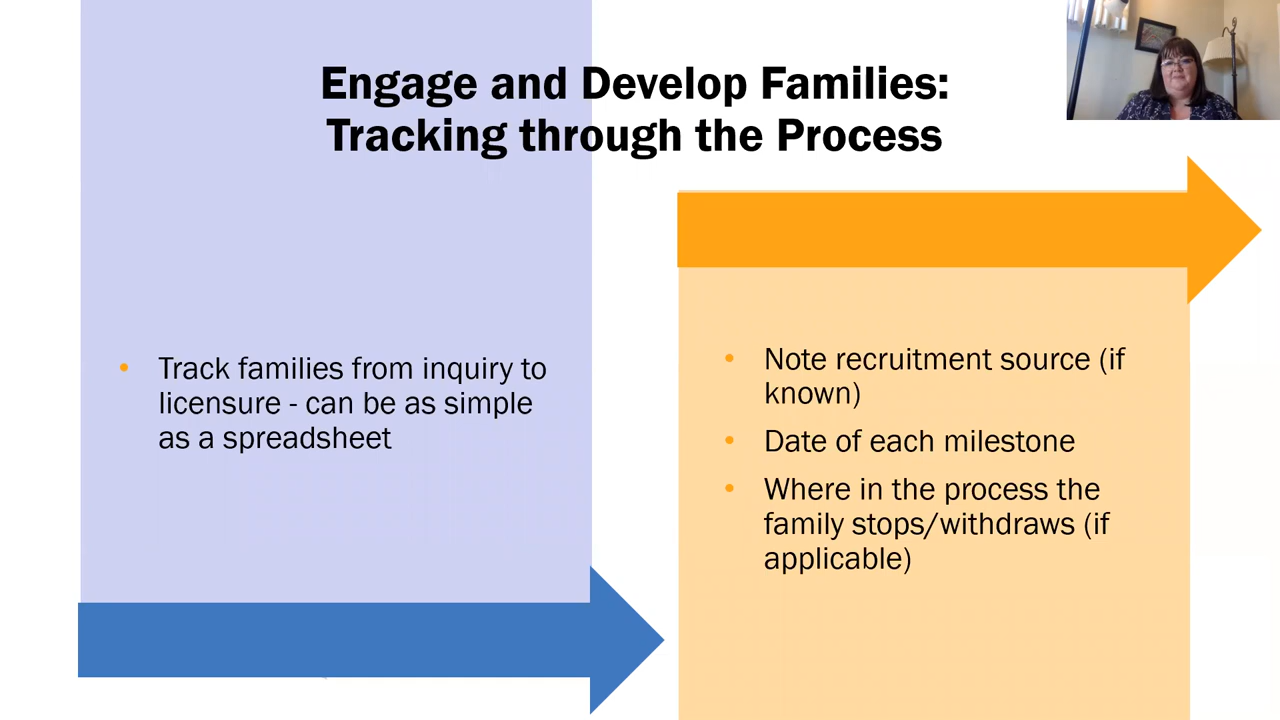 Engage and Develop Families:
Tracking through the Process
• Track families from inquiry to
licensure - can be as simple
as a spreadsheet
• Note recruitment source (if
known)
• Date of each milestone
• Where in the process the
family stops/withdraws (if
applicable)